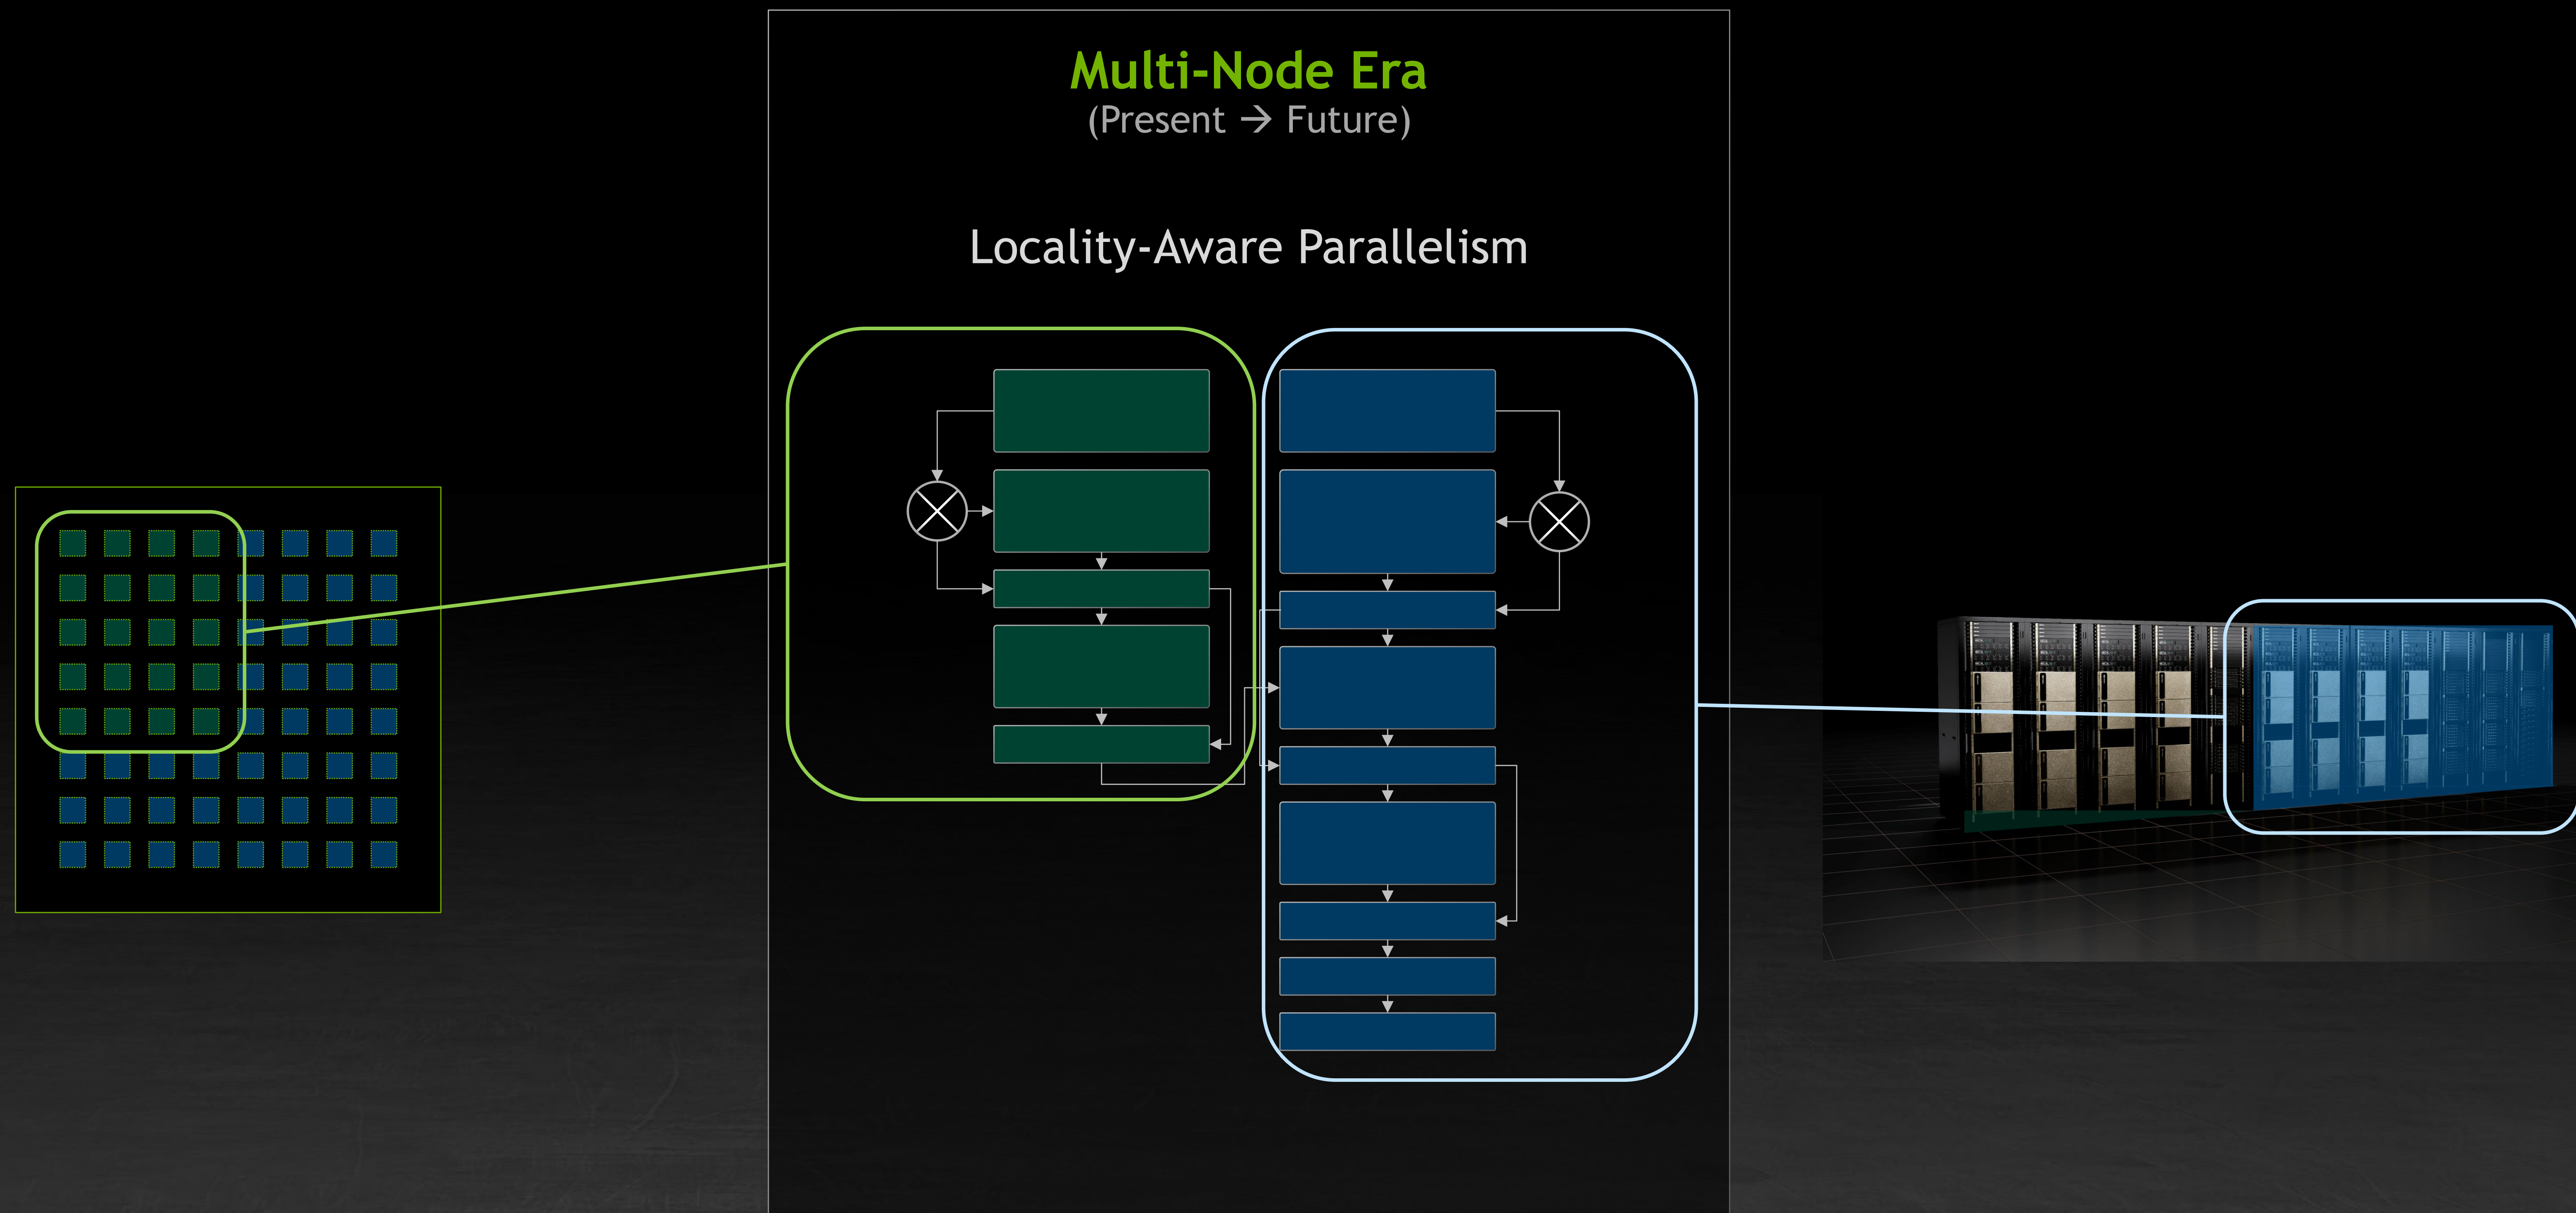 Multi-Node Era
(Present → Future)
Locality-Aware Parallelism